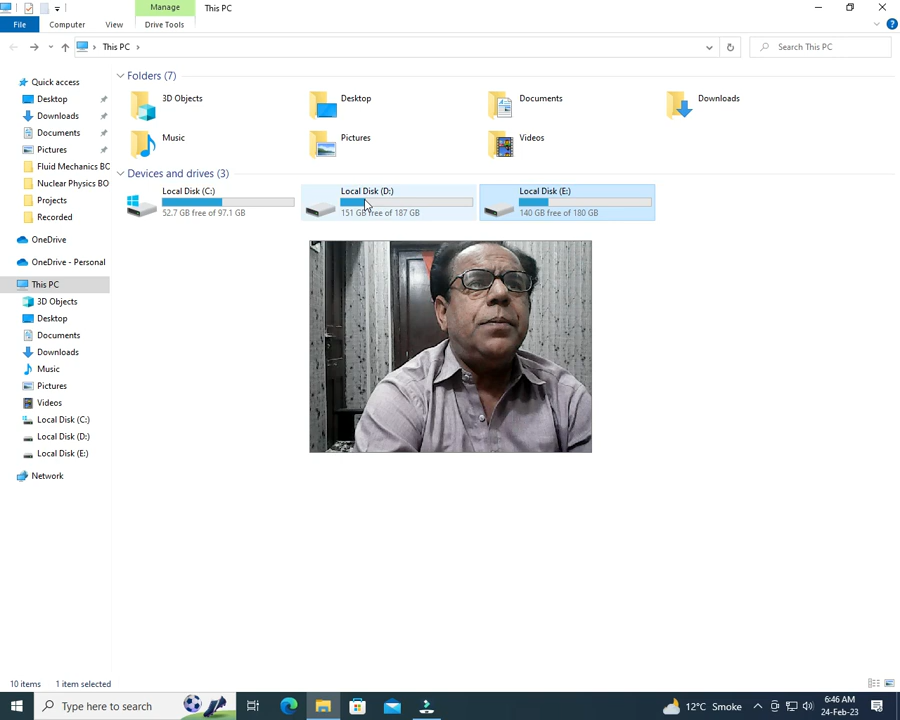 Manage
This PC
File
Computer
View
Drive Tools
This PC
Search This PC
Quick access
Desktop
Downloads
Documents
Pictures
Fluid Mechanics BO
Nuclear Physics BO
Projects
Recorded
OneDrive
OneDrive - Personal
This PC
3D Objects
Desktop
Documents
Downloads
Music
Pictures
Videos
Local Disk (C:)
Local Disk (D:)
Local Disk (E:)
Network
Folders (7)
3D Objects
Desktop
Documents
Downloads
Music
Pictures
Videos
Devices and drives (3)
Local Disk (C:)
52.7 GB free of 97.1 GB
Local Disk (D:)
151 GB free of 187 GB
Local Disk (E:)
140 GB free of 180 GB
10 items
1 item selected
Type here to search
12°C Smoke
6:46 AM
24-Feb-23